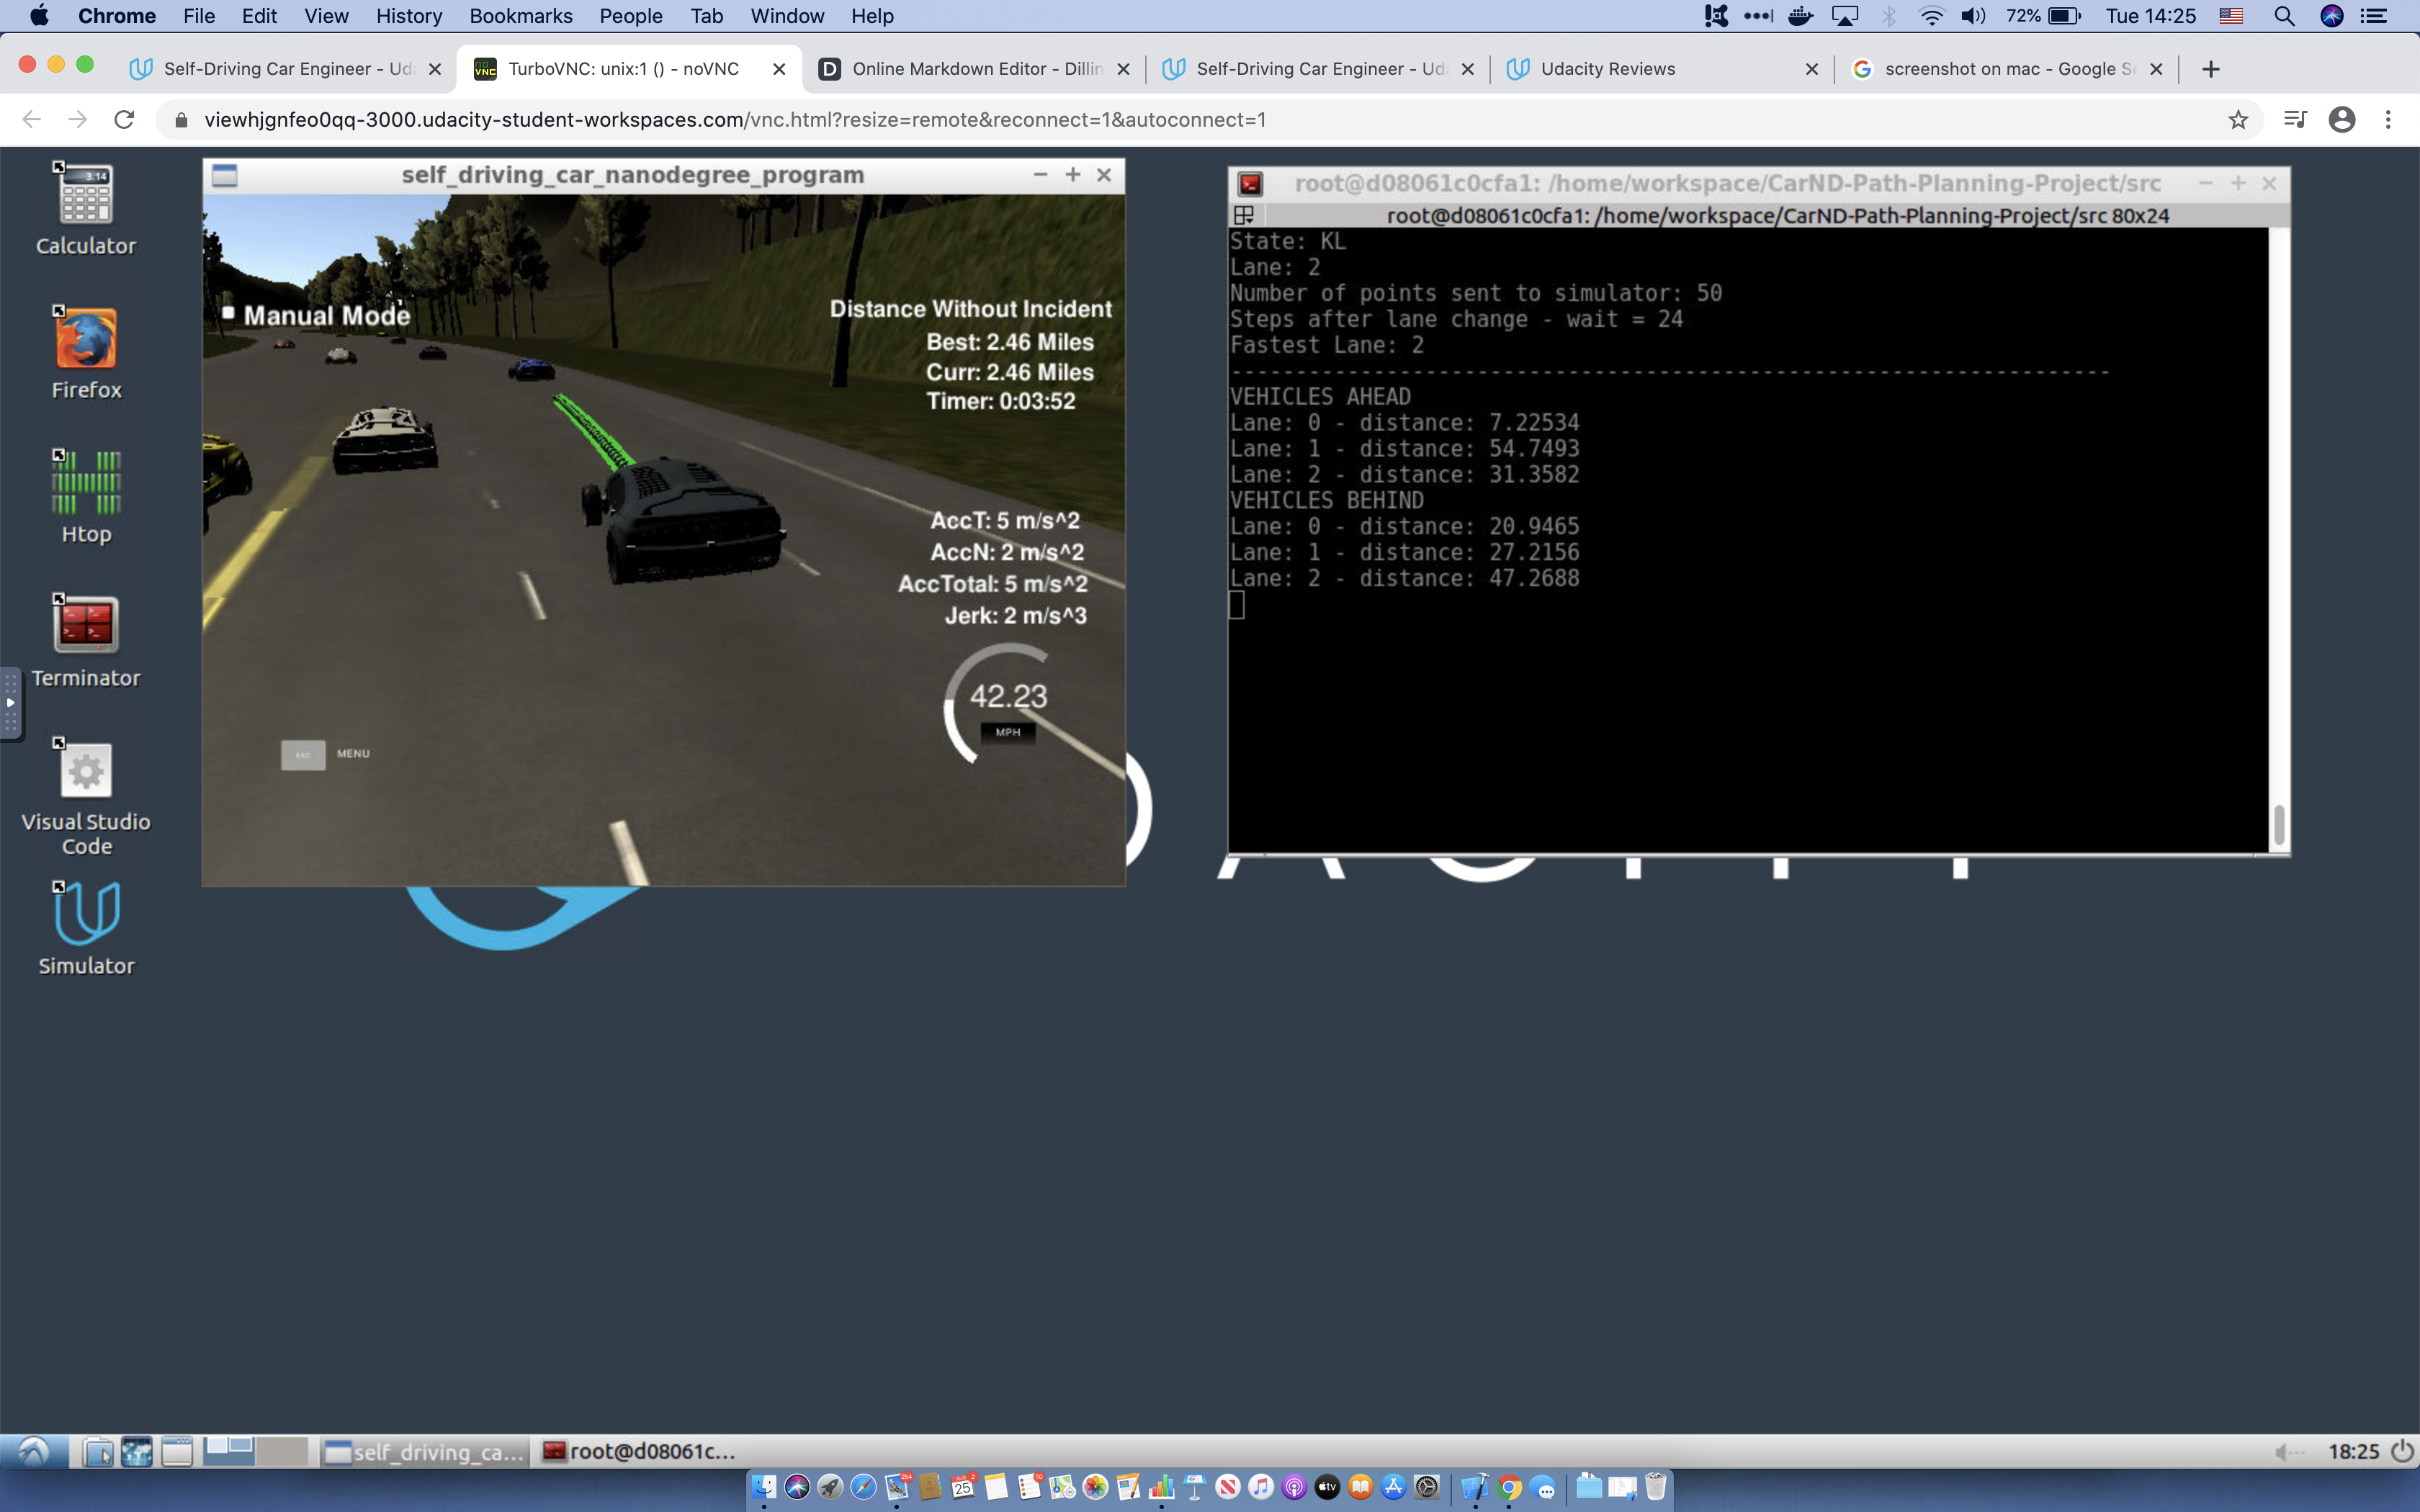 Chrome File Edit View History Bookmarks People Tab Window Help 72% Tue 14:25
Self-Driving Car Engineer - Ud
TurboVNC: unix:1 () - noVNC
Online Markdown Editor - Dillin
Self-Driving Car Engineer - Ud
Udacity Reviews
screenshot on mac - Google Se
viewhjgnfeo0qq-3000.udacity-student-workspaces.com/vnc.html?resize=remote&reconnect=1&autoconnect=1
3.14
Calculator
Firefox
Htop
Terminator
Visual Studio
Code
Simulator
self_driving_car_nanodegree_program
Manual Mode
Distance Without Incident
Best: 2.46 Miles
Curr: 2.46 Miles
Timer: 0:03:52
AccT: 5 m/s^2
AccN: 2 m/s^2
AccTotal: 5 m/s^2
Jerk: 2 m/s^3
42.23
MPH
MENU
root@d08061c0cfa1: /home/workspace/CarND-Path-Planning-Project/src
root@d08061c0cfa1: /home/workspace/CarND-Path-Planning-Project/src 80x24
State: KL
Lane: 2
Number of points sent to simulator: 50
Steps after lane change - wait = 24
Fastest Lane: 2
--------------------------------------------------------------------
VEHICLES AHEAD
Lane: 0 - distance: 7.22534
Lane: 1 - distance: 54.7493
Lane: 2 - distance: 31.3582
VEHICLES BEHIND
Lane: 0 - distance: 20.9465
Lane: 1 - distance: 27.2156
Lane: 2 - distance: 47.2688
self_driving_ca...
root@d08061c...
18:25